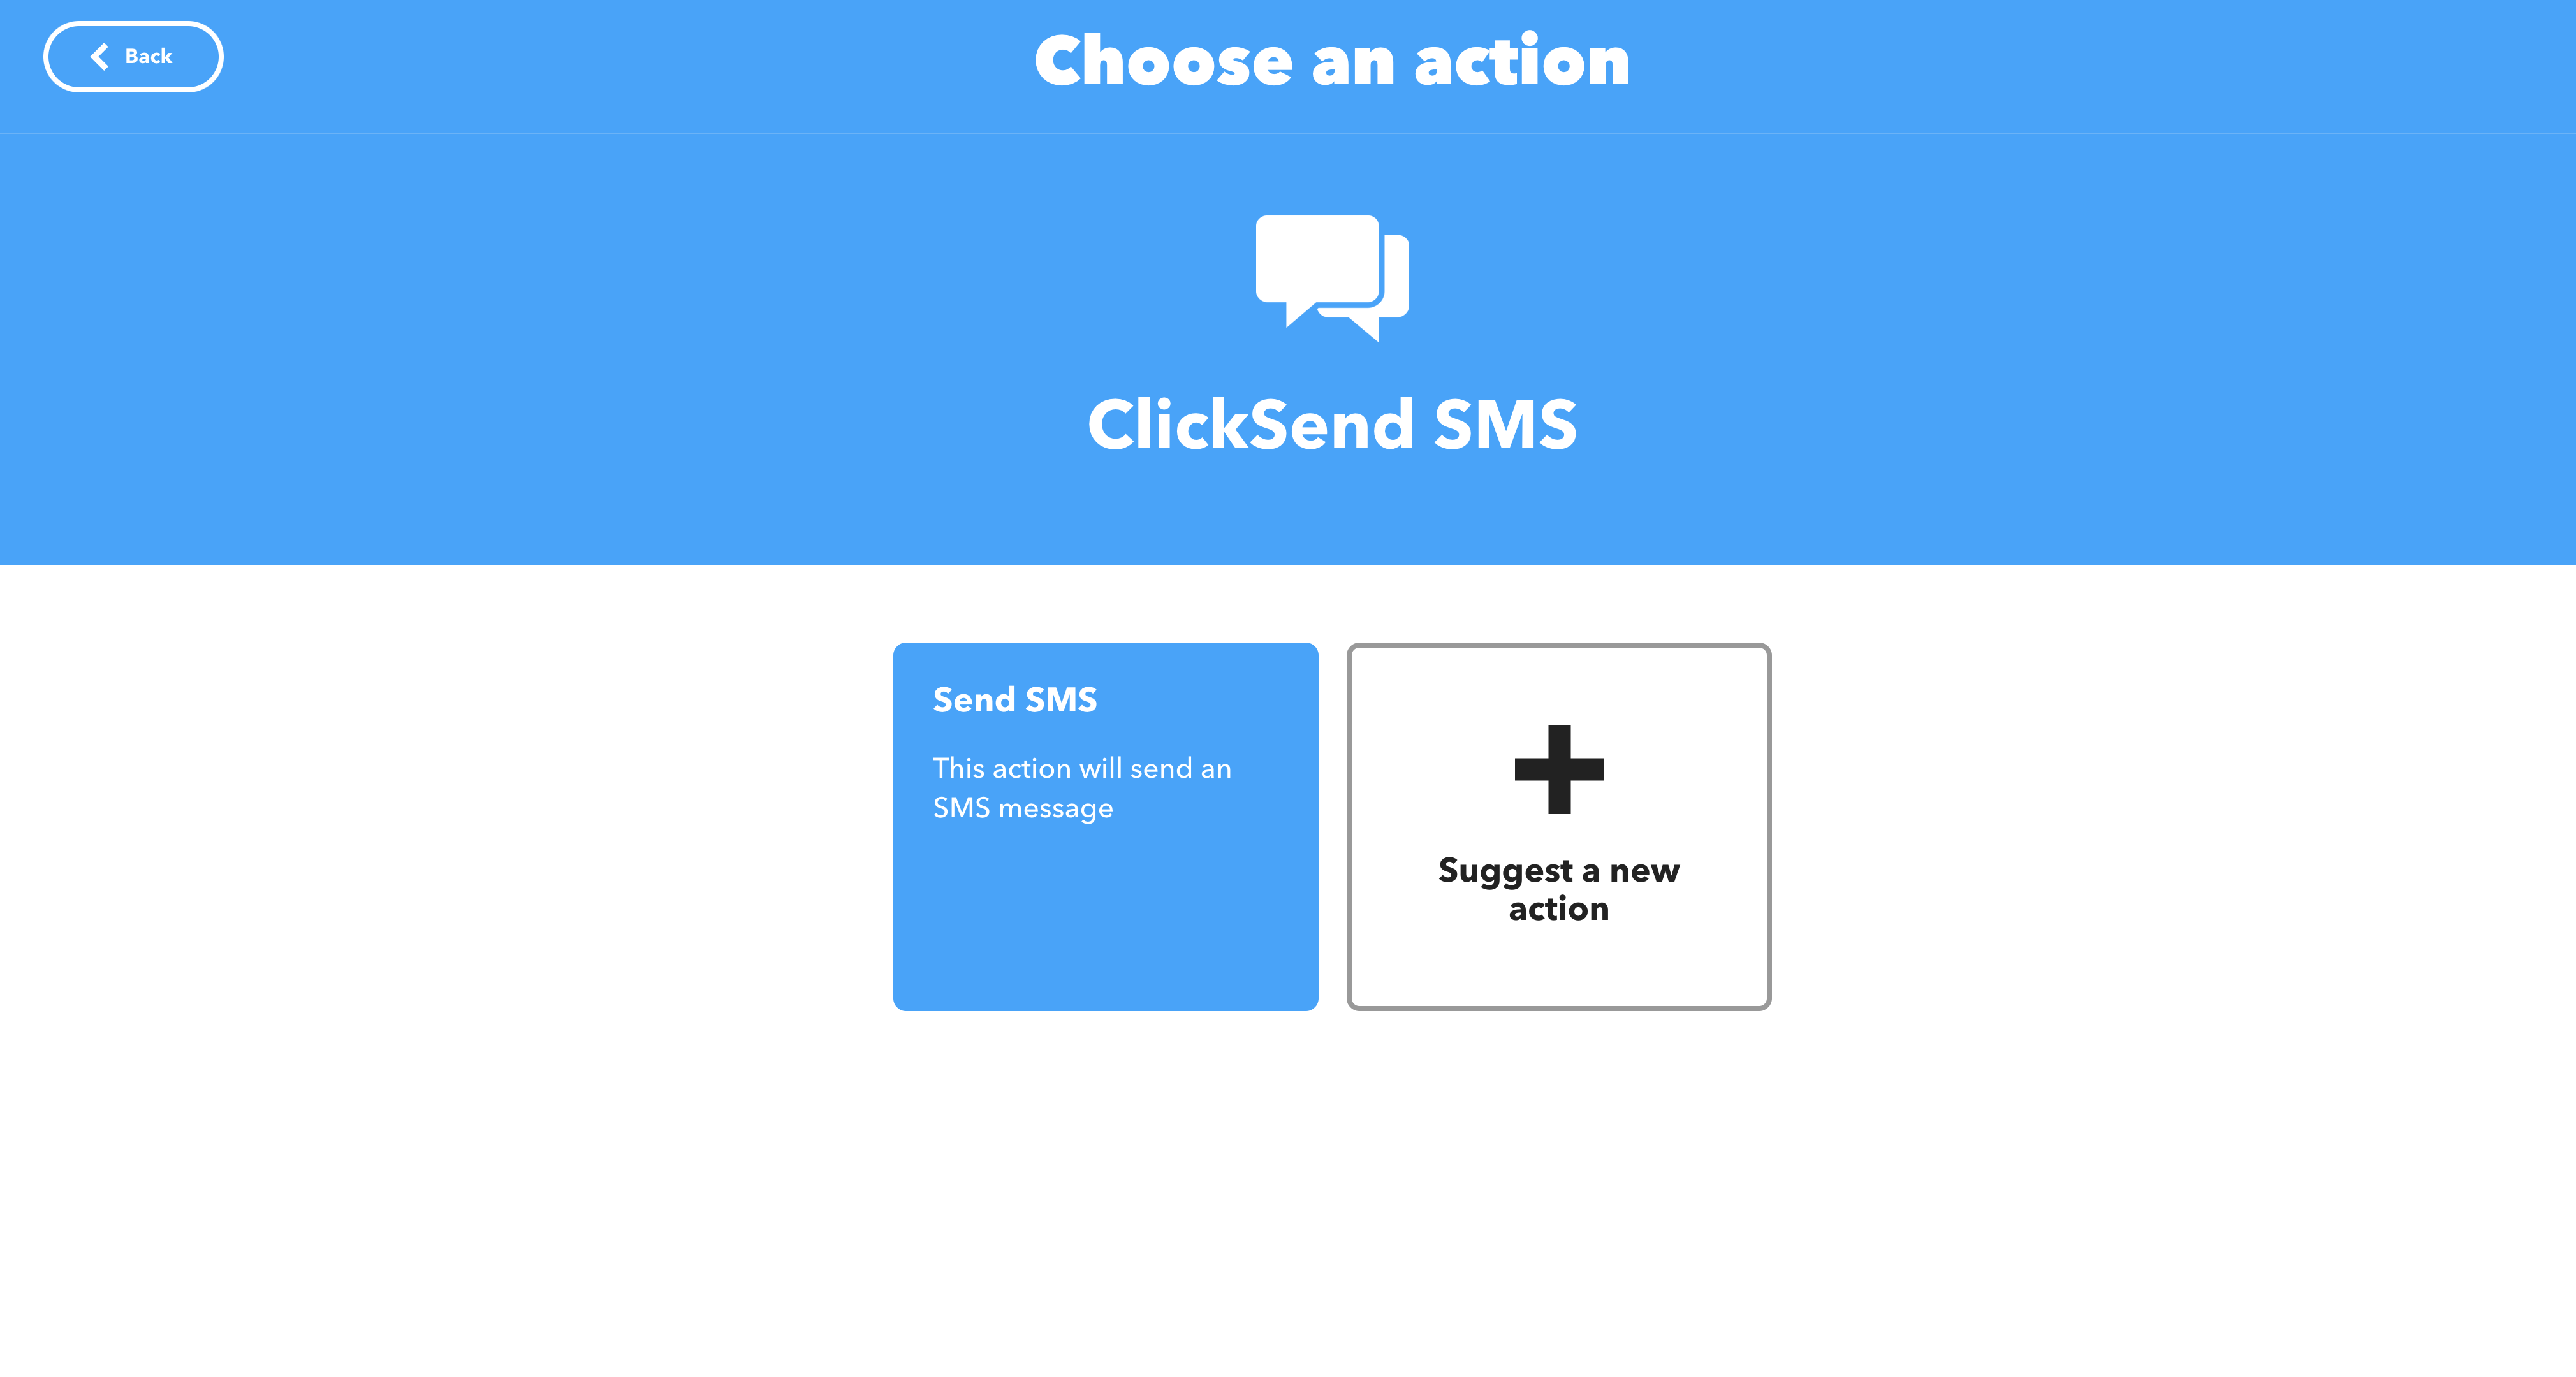 Back
Choose an action
ClickSend SMS
Send SMS
This action will send an
SMS message
Suggest a new
action